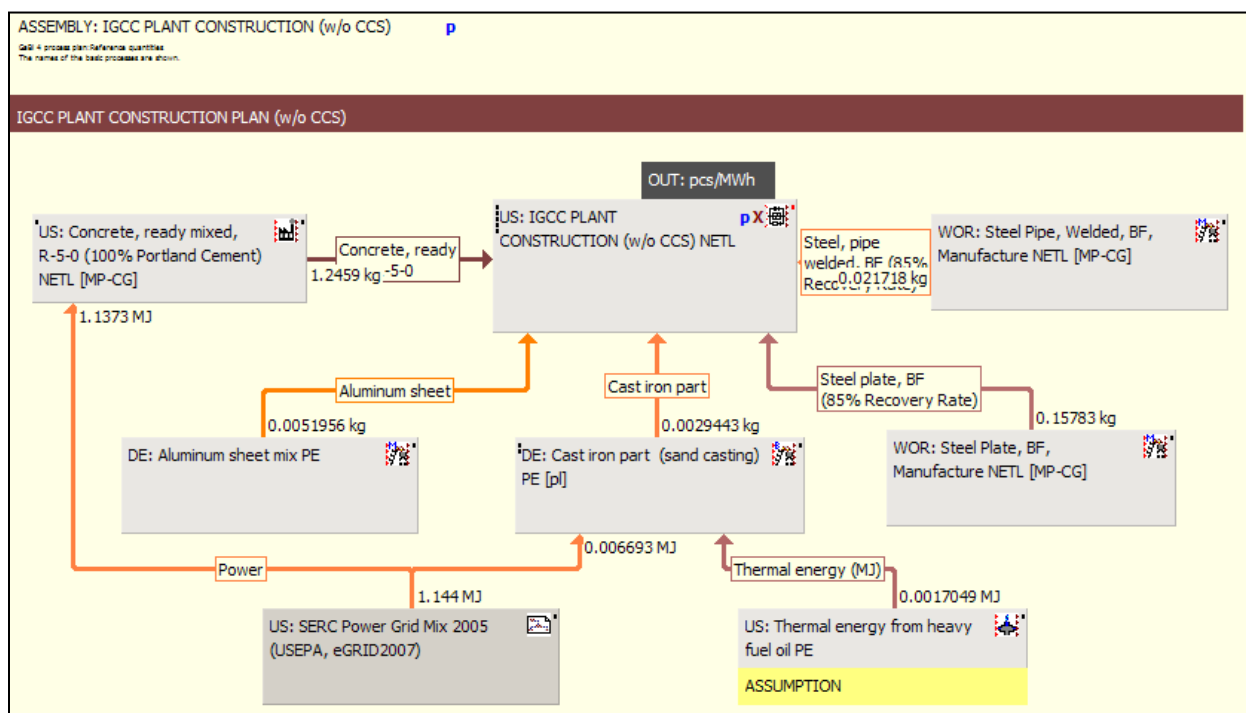 ASSEMBLY: IGCC PLANT CONSTRUCTION (w/o CCS) p
GaBi 4 process plan:Reference quantities
The names of the basic processes are shown.
IGCC PLANT CONSTRUCTION PLAN (w/o CCS)
OUT: pcs/MWh
US: Concrete, ready mixed,
R-5-0 (100% Portland Cement)
NETL [MP-CG]
Concrete, ready
-5-0
1.2459 kg
US: IGCC PLANT
CONSTRUCTION (w/o CCS) NETL
pX
Steel, pipe
welded, BF (85%
Recovery Rate)
0.021718 kg
WOR: Steel Pipe, Welded, BF,
Manufacture NETL [MP-CG]
1.1373 MJ
Aluminum sheet
Cast iron part
Steel plate, BF
(85% Recovery Rate)
0.0051956 kg
0.0029443 kg
0.15783 kg
DE: Aluminum sheet mix PE
DE: Cast iron part (sand casting)
PE [pl]
WOR: Steel Plate, BF,
Manufacture NETL [MP-CG]
0.006693 MJ
Power
Thermal energy (MJ)
1.144 MJ
0.0017049 MJ
US: SERC Power Grid Mix 2005
(USEPA, eGRID2007)
US: Thermal energy from heavy
fuel oil PE
ASSUMPTION